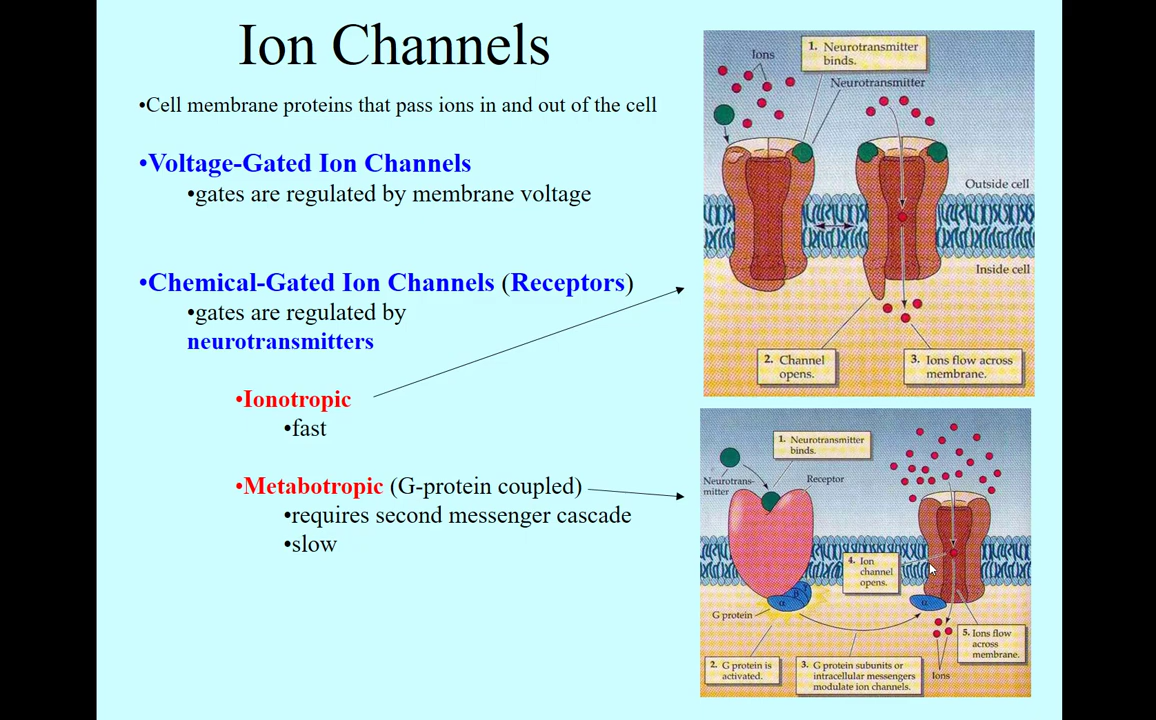 Ion Channels
•Cell membrane proteins that pass ions in and out of the cell
•Voltage-Gated Ion Channels
•gates are regulated by membrane voltage
•Chemical-Gated Ion Channels (Receptors)
•gates are regulated by
neurotransmitters
•Ionotropic
•fast
•Metabotropic (G-protein coupled)
•requires second messenger cascade
•slow
Ions
1. Neurotransmitter
binds.
Neurotransmitter
Outside cell
Inside cell
2. Channel
opens.
3. Ions flow across
membrane.
1. Neurotransmitter
binds.
Neurotrans-
mitter
Receptor
4. Ion
channel
opens.
α
β
γ
α
G protein
5. Ions flow
across
membrane.
2. G protein is
activated.
3. G protein subunits or
intracellular messengers
modulate ion channels.
Ions